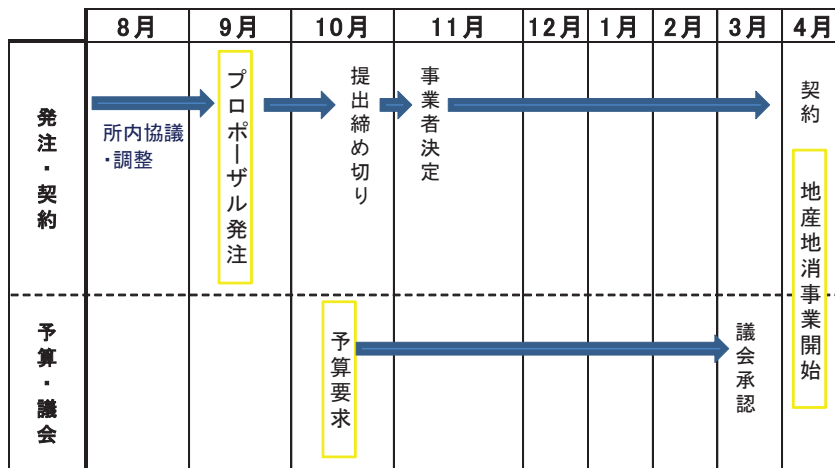 8月
9月
10月
11月
12月
1月
2月
3月
4月
発注・契約
所内協議
・調整
プロポーザル発注
提出締め切り
事業者決定
契約
地産地消事業開始
予算・議会
予算要求
議会承認